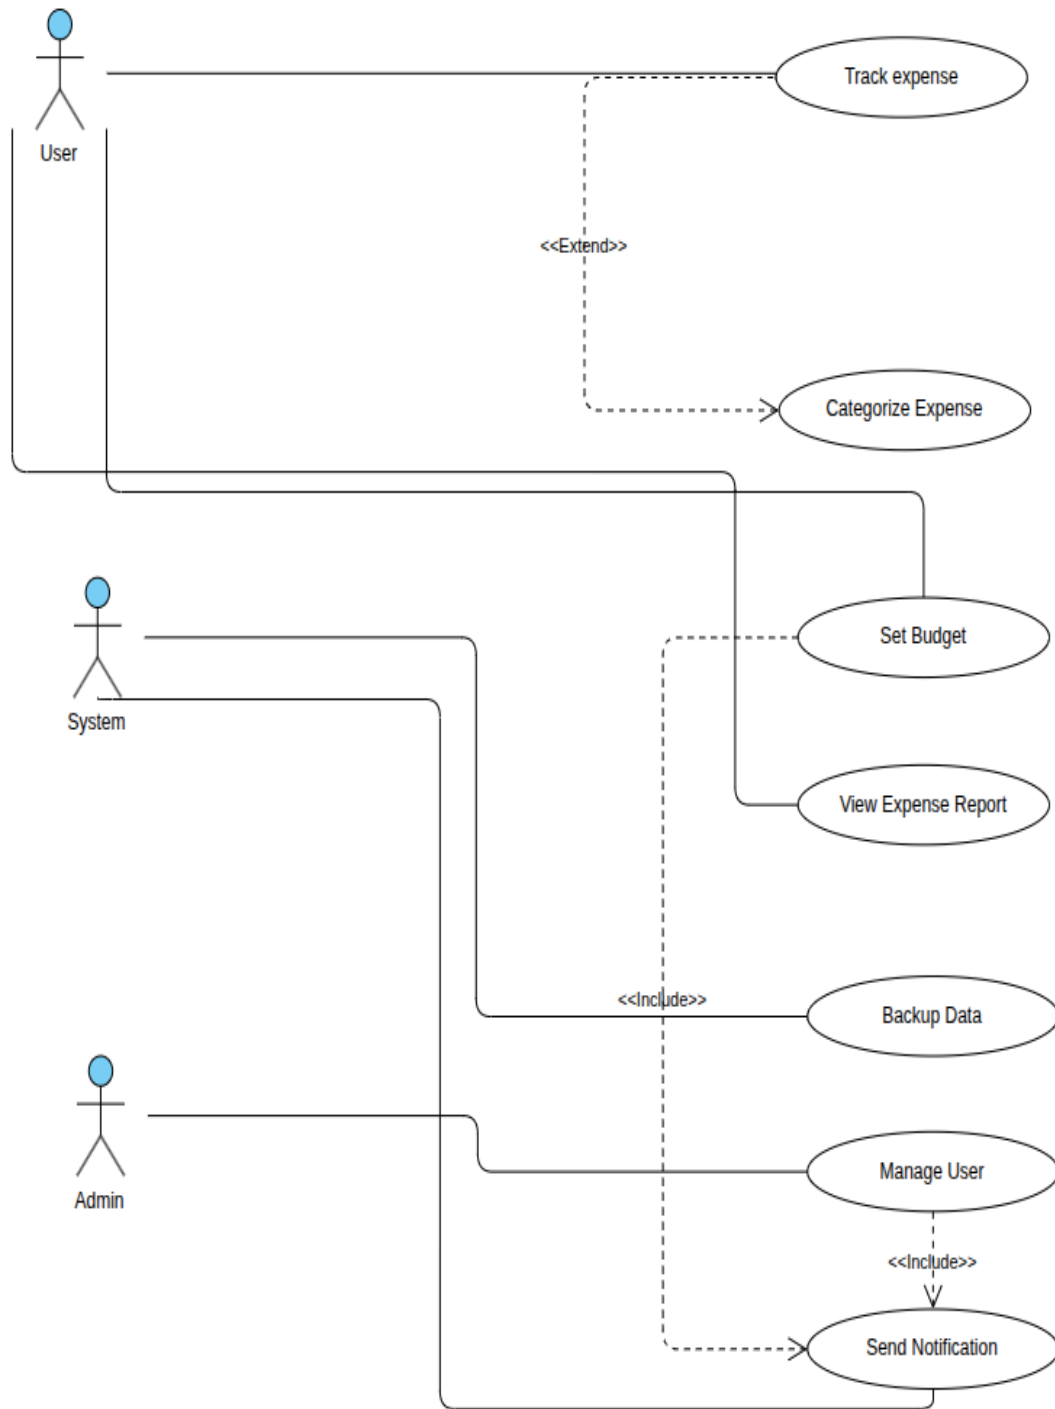 Track expense
User
<<Extend>>
Categorize Expense
Set Budget
System
View Expense Report
<<Include>>
Backup Data
Manage User
Admin
<<Include>>
Send Notification